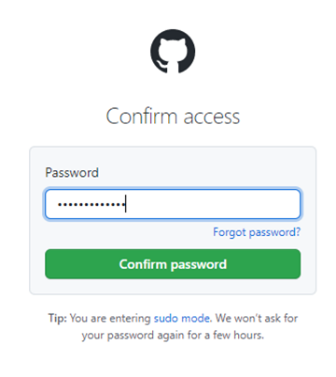 Confirm access
Password
•••••••••••••
Forgot password?
Confirm password
Tip: You are entering sudo mode. We won't ask for
your password again for a few hours.